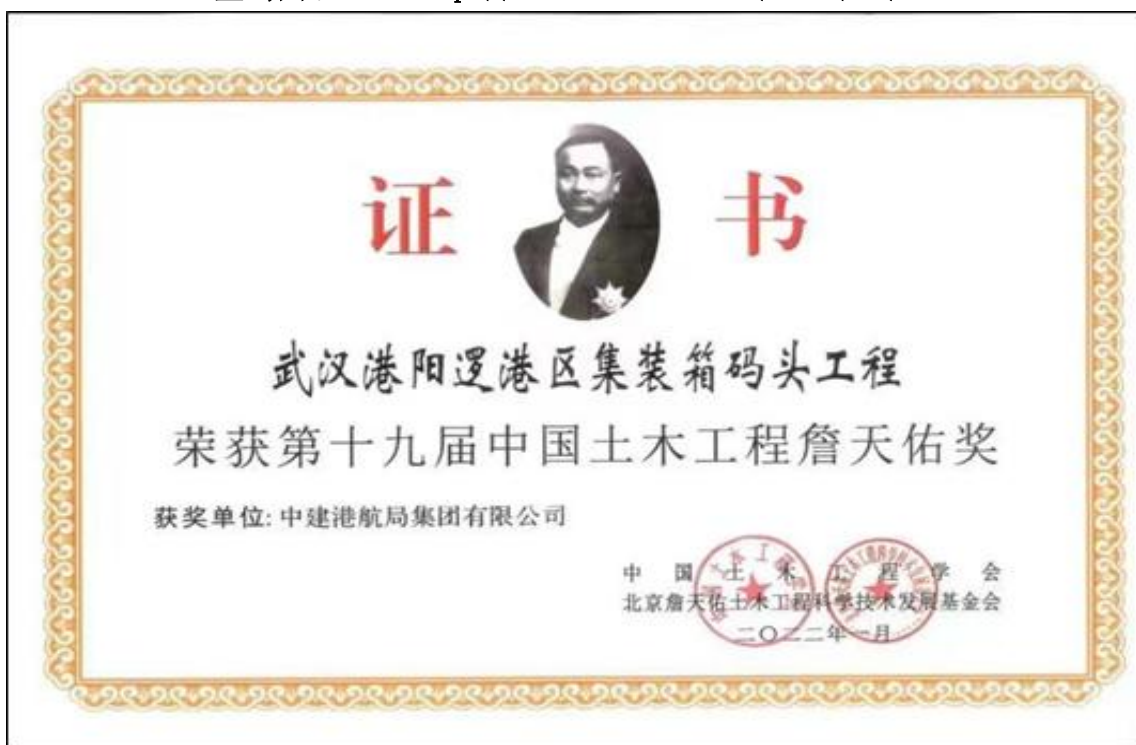 证 书
武汉港阳逻港区集装箱码头工程
荣获第十九届中国土木工程詹天佑奖
获奖单位:中建港航局集团有限公司
中国土木工程学会
北京詹天佑土木工程科学技术发展基金会
二〇二二年一月